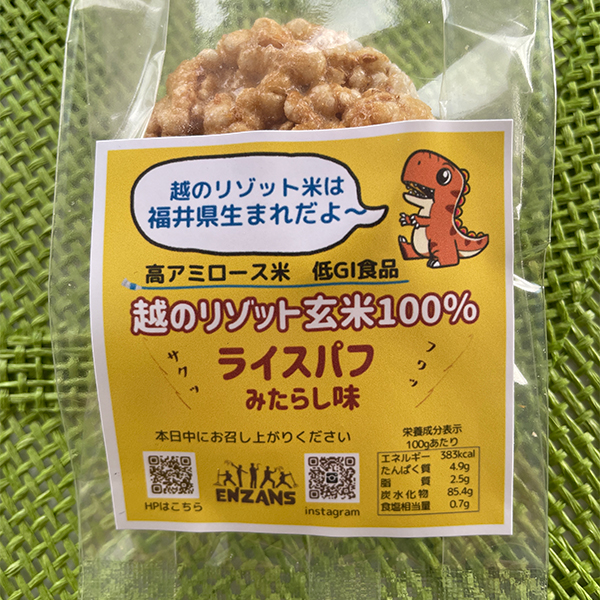 越のリゾット米は
福井県生まれだよ〜
高アミロース米 低GI食品
越のリゾット玄米100%
サクッ
フワッ
ライスパフ
みたらし味
本日中にお召し上がりください
HPはこちら
ENZANS
instagram
栄養成分表示
100gあたり
エネルギー 383kcal
たんぱく質 4.9g
脂質 2.5g
炭水化物 85.4g
食塩相当量 0.7g